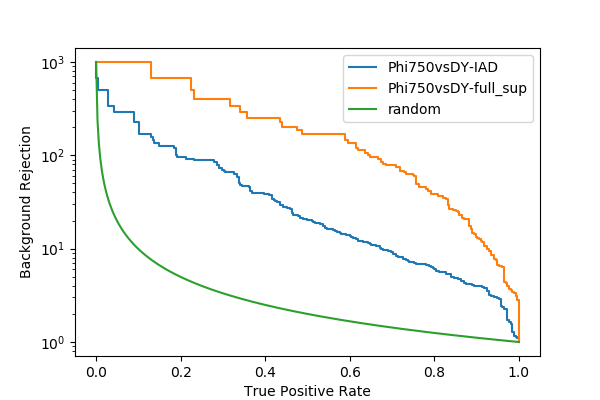 Phi750vsDY-IAD
Phi750vsDY-full_sup
random
Background Rejection
10³
10²
10¹
10⁰
0.0 0.2 0.4 0.6 0.8 1.0
True Positive Rate